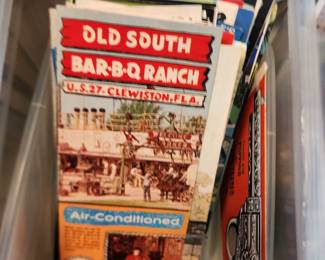 OLD SOUTH
BAR-B-Q RANCH
U.S. 27 - CLEWISTON, FLA.
Air-Conditioned